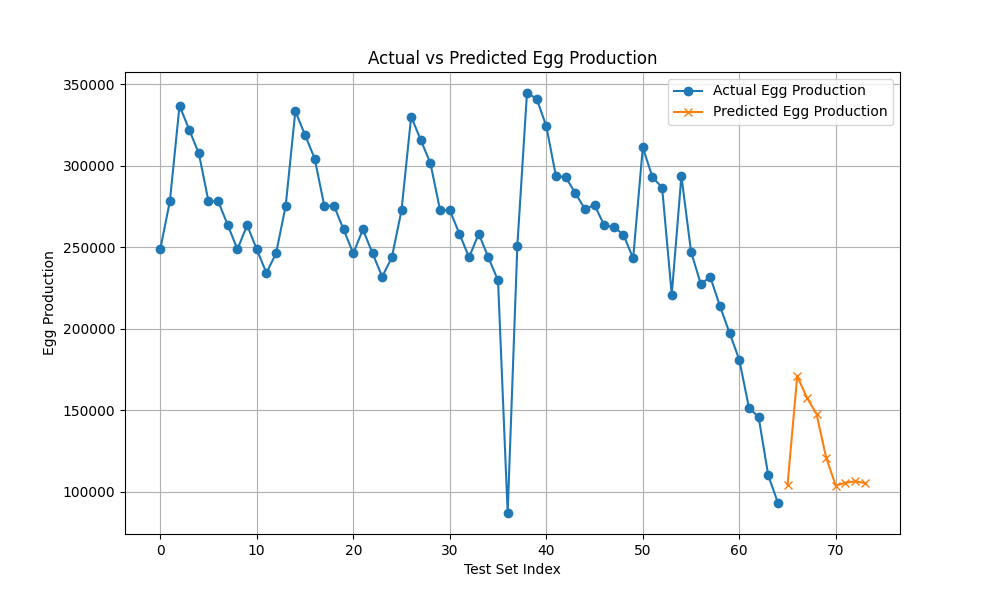 Actual vs Predicted Egg Production
Actual Egg Production
Predicted Egg Production
350000
300000
250000
200000
150000
100000
Egg Production
0 10 20 30 40 50 60 70
Test Set Index